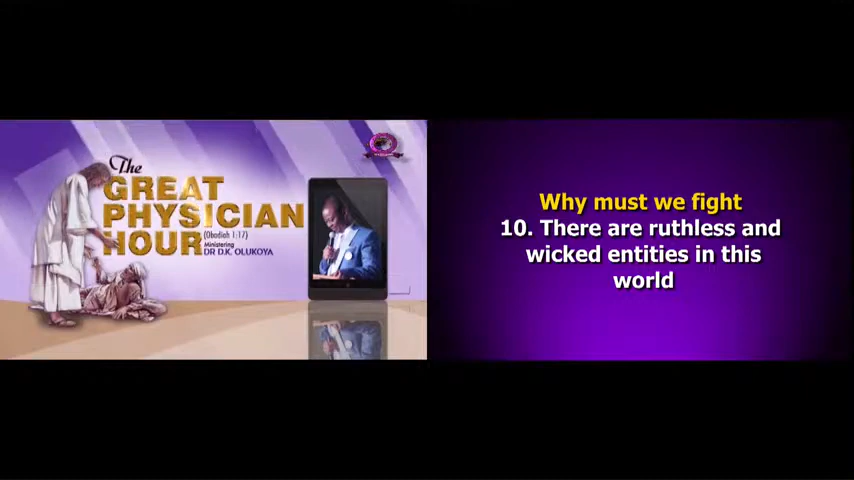 The
GREAT
PHYSICIAN
HOUR (Obadiah 1:17)
Ministering
DR D.K. OLUKOYA
Why must we fight
10. There are ruthless and
wicked entities in this
world